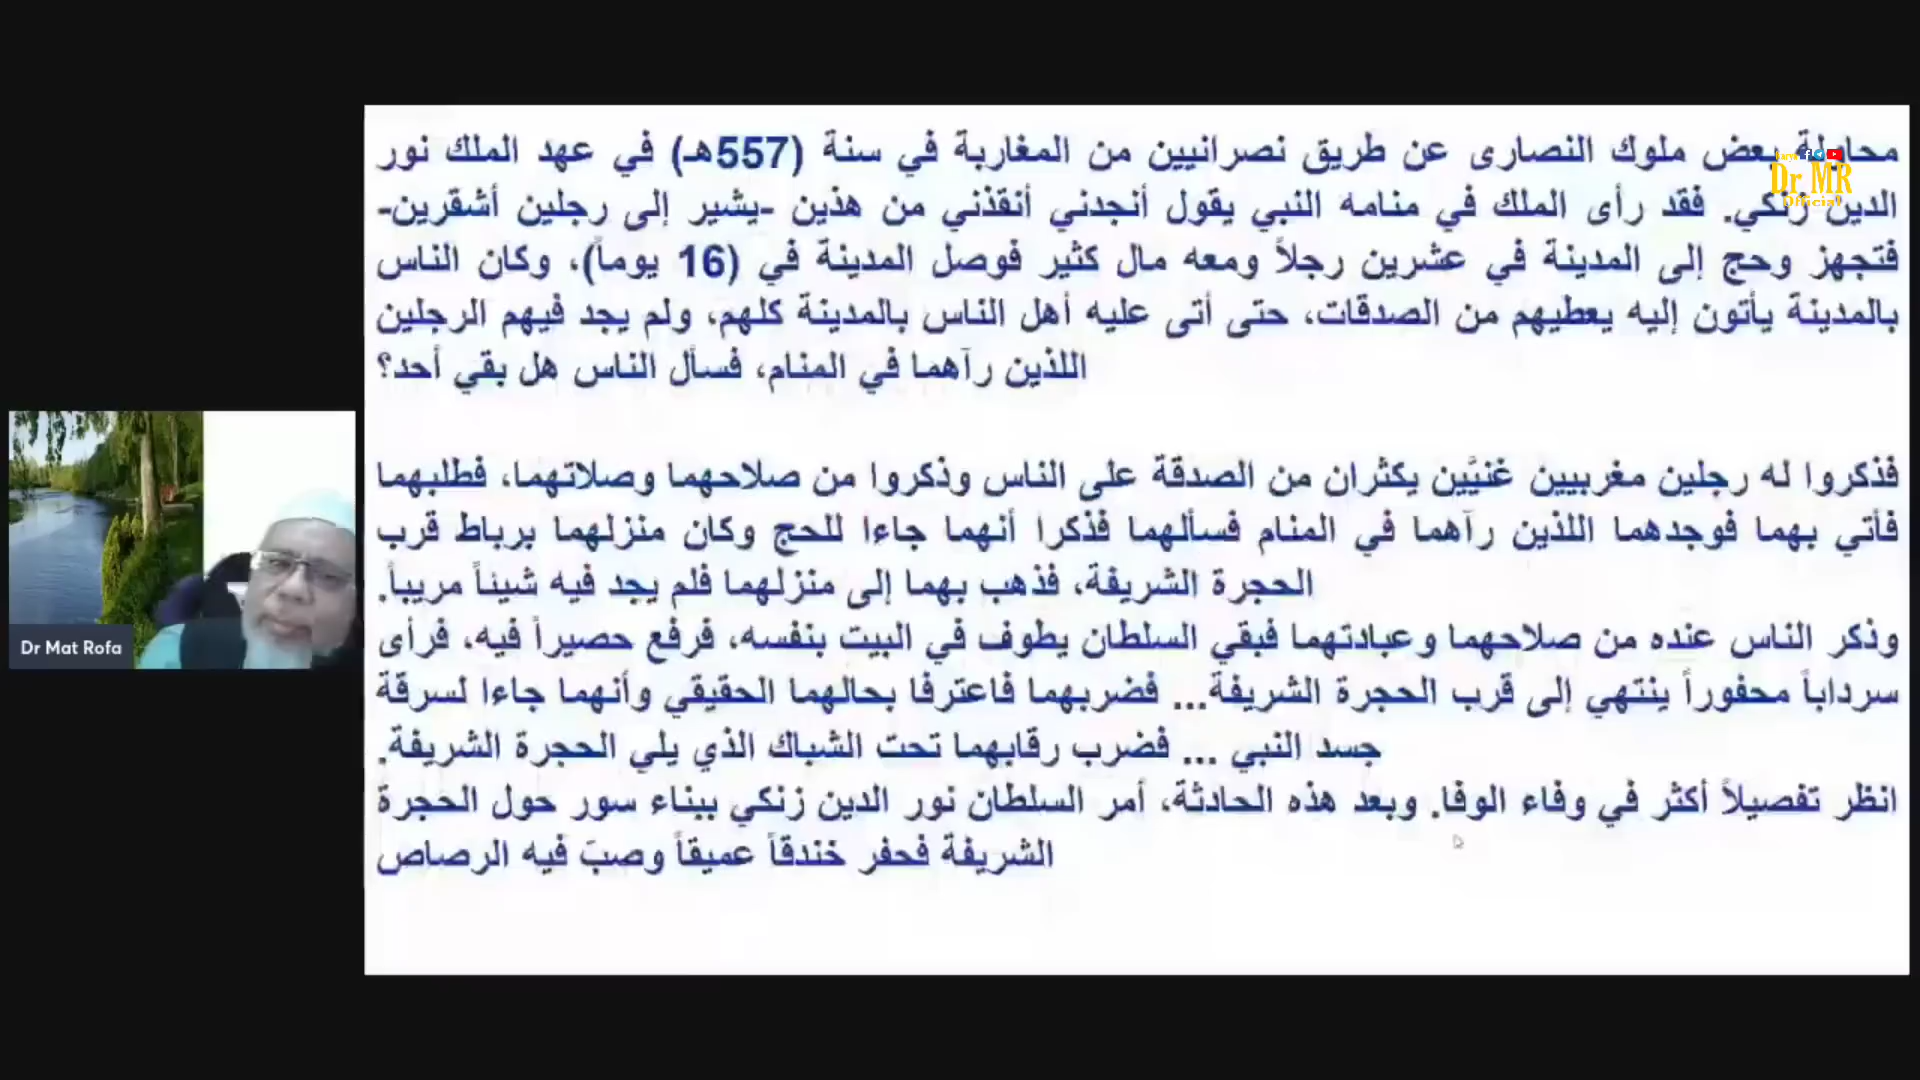 محاولة بعض ملوك النصارى عن طريق نصرانيين من المغاربة في سنة (557هـ) في عهد الملك نور
الدين زنكي. فقد رأى الملك في منامه النبي يقول أنجدني أنقذني من هذين -يشير إلى رجلين أشقرين-
فتجهز وحج إلى المدينة في عشرين رجلاً ومعه مال كثير فوصل المدينة في (16 يوماً)، وكان الناس
بالمدينة يأتون إليه يعطيهم من الصدقات، حتى أتى عليه أهل الناس بالمدينة كلهم، ولم يجد فيهم الرجلين
اللذين رآهما في المنام، فسأل الناس هل بقي أحد؟
فذكروا له رجلين مغربيين غنيَّين يكثران من الصدقة على الناس وذكروا من صلاحهما وصلاتهما، فطلبهما
فأتي بهما فوجدهما اللذين رآهما في المنام فسألهما فذكرا أنهما جاءا للحج وكان منزلهما برباط قرب
الحجرة الشريفة، فذهب بهما إلى منزلهما فلم يجد فيه شيئاً مريباً.
وذكر الناس عنده من صلاحهما وعبادتهما فبقي السلطان يطوف في البيت بنفسه، فرفع حصيراً فيه، فرأى
سرداباً محفوراً ينتهي إلى قرب الحجرة الشريفة... فضربهما فاعترفا بحالهما الحقيقي وأنهما جاءا لسرقة
جسد النبي ... فضرب رقابهما تحت الشباك الذي يلي الحجرة الشريفة.
انظر تفصيلاً أكثر في وفاء الوفا. وبعد هذه الحادثة، أمر السلطان نور الدين زنكي ببناء سور حول الحجرة
الشريفة فحفر خندقاً عميقاً وصبّ فيه الرصاص
Dr MR
Official
Dr Mat Rofa